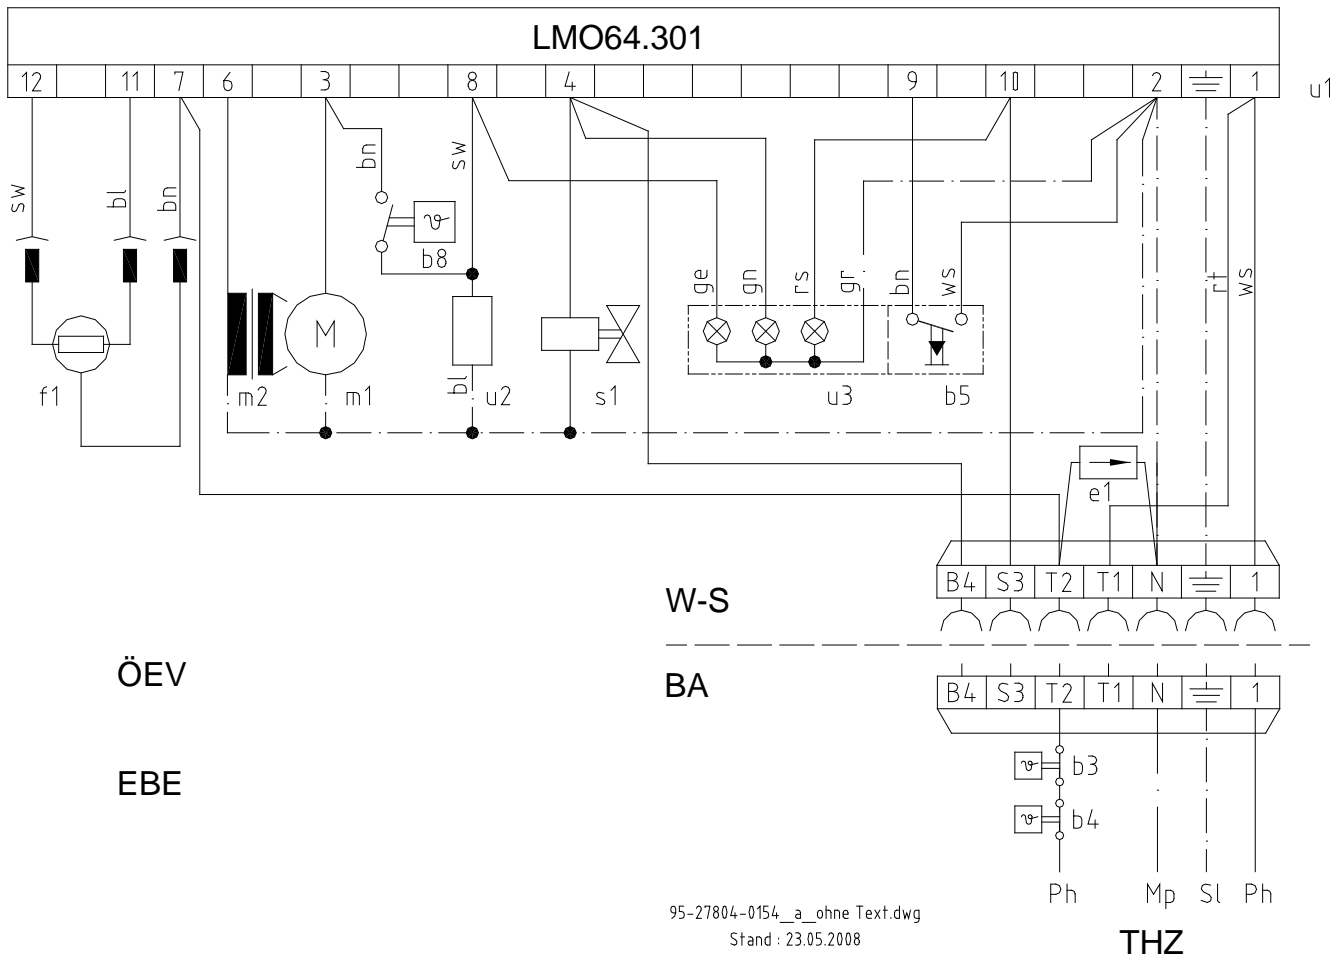 LMO64.301
12 11 7 6 3 8 4 9 10 2 1
u1
sw bl bn bn sw
ge gn rs gr bn ws rt ws
b8
M
bl
f1 m2 m1 u2 s1 u3 b5
e1
B4 S3 T2 T1 N 1
W-S
ÖEV
BA
B4 S3 T2 T1 N 1
EBE
ϑ b3
ϑ b4
Ph Mp Sl Ph
95-27804-0154__a__ohne Text.dwg
Stand : 23.05.2008
THZ